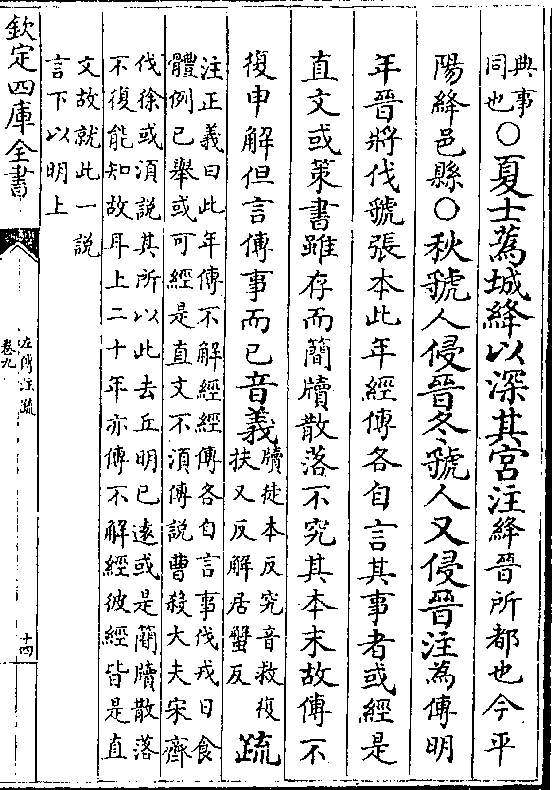 典事
同也〇夏士蒍城絳以深其宮注絳晉所都也今平
陽絳邑縣〇秋虢人侵晉冬虢人又侵晉注為傳明
年晉將伐虢張本此年經傳各自言其事者或經是
直文或策書雖存而簡牘散落不究其本末故傳不
復申解但言傳事而已音義牘徒本反究音救復
扶又反解居蟹反疏
注正義曰此年傳不解經經傳各自言事伐戎日食
體例已舉或可經是直文不湏傳說曹殺大夫宋齊
伐徐或湏說其所以此去丘明已遠或是簡牘散落
不復能知故耳上二十年亦傳不解經彼經皆是直
文故就此一説
言下以明上
欽定四庫全書
左傳注疏
卷九
十四